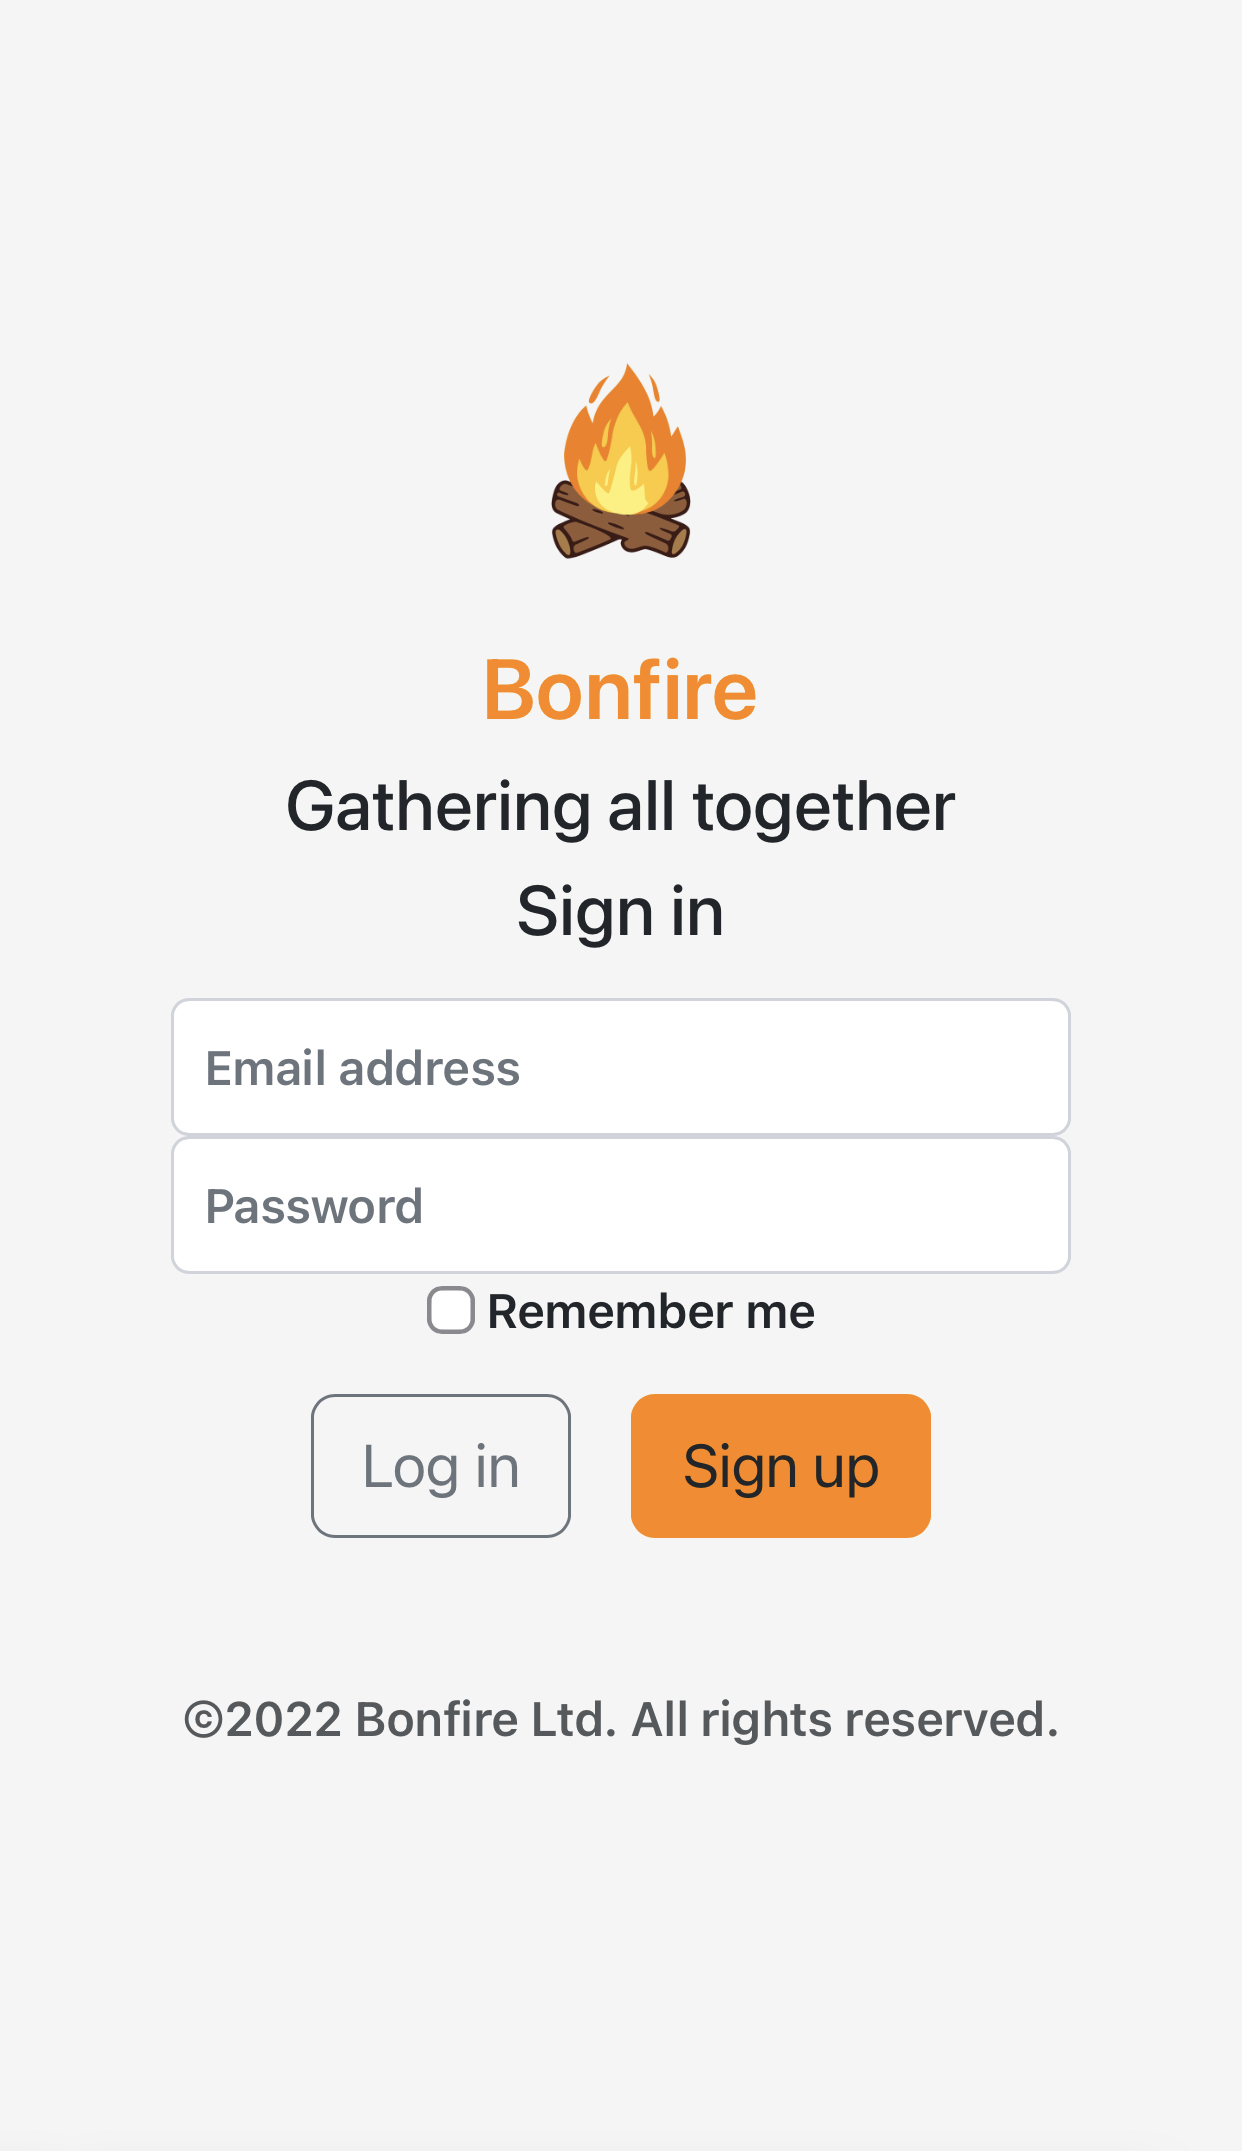 Bonfire
Gathering all together
Sign in
Email address
Password
Remember me
Log in
Sign up
©2022 Bonfire Ltd. All rights reserved.